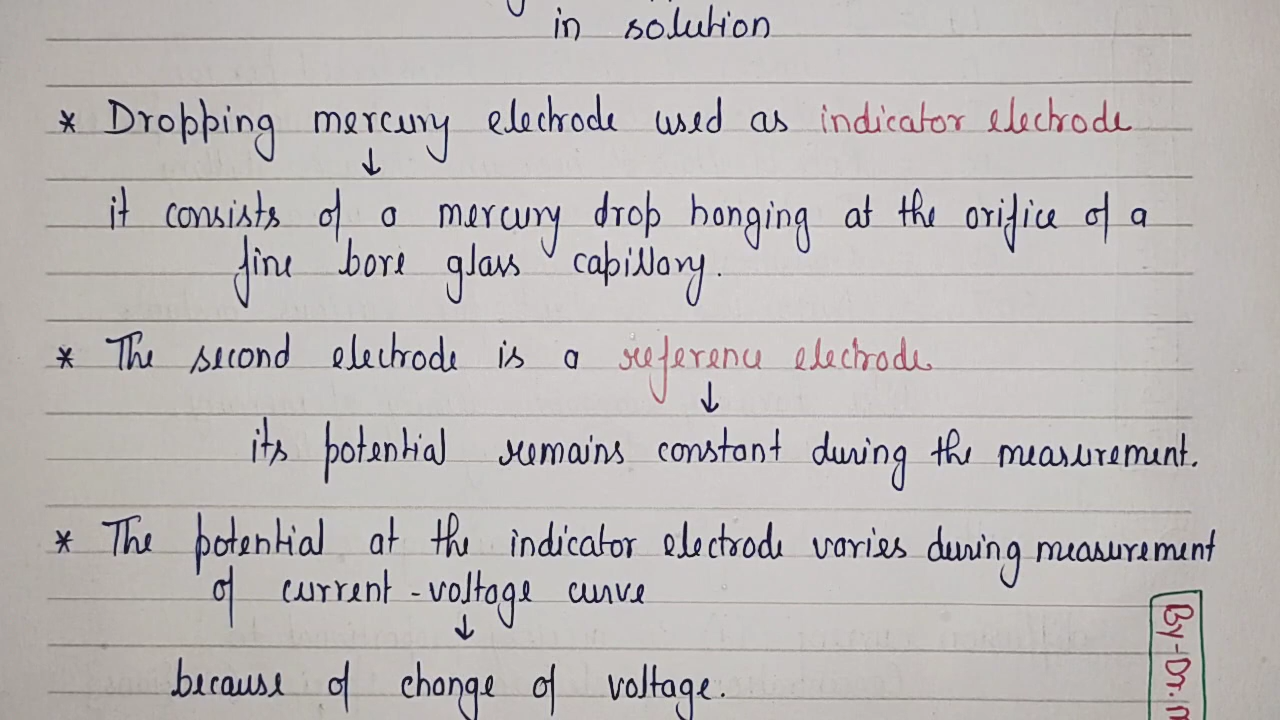 in solution
* Dropping mercury electrode used as indicator electrode
↓
it consists of a mercury drop hanging at the orifice of a
fine bore glass capillary.
* The second electrode is a reference electrode
↓
its potential remains constant during the measurement.
* The potential at the indicator electrode varies during measurement
of current-voltage curve
↓
because of change of voltage.
By-Dr.